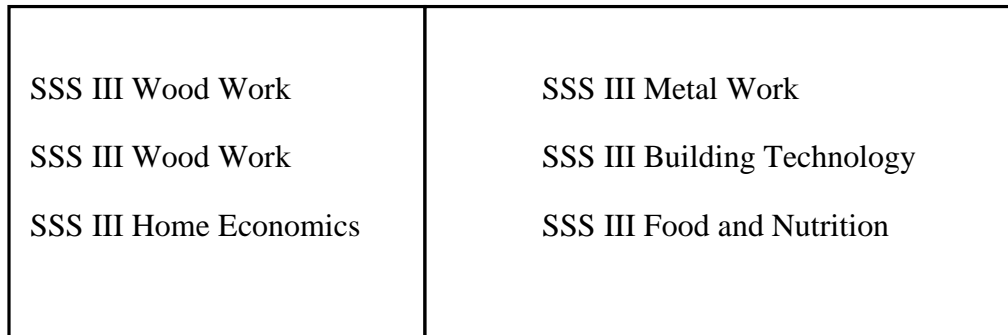 SSS III Wood Work SSS III Metal Work
SSS III Wood Work SSS III Building Technology
SSS III Home Economics SSS III Food and Nutrition